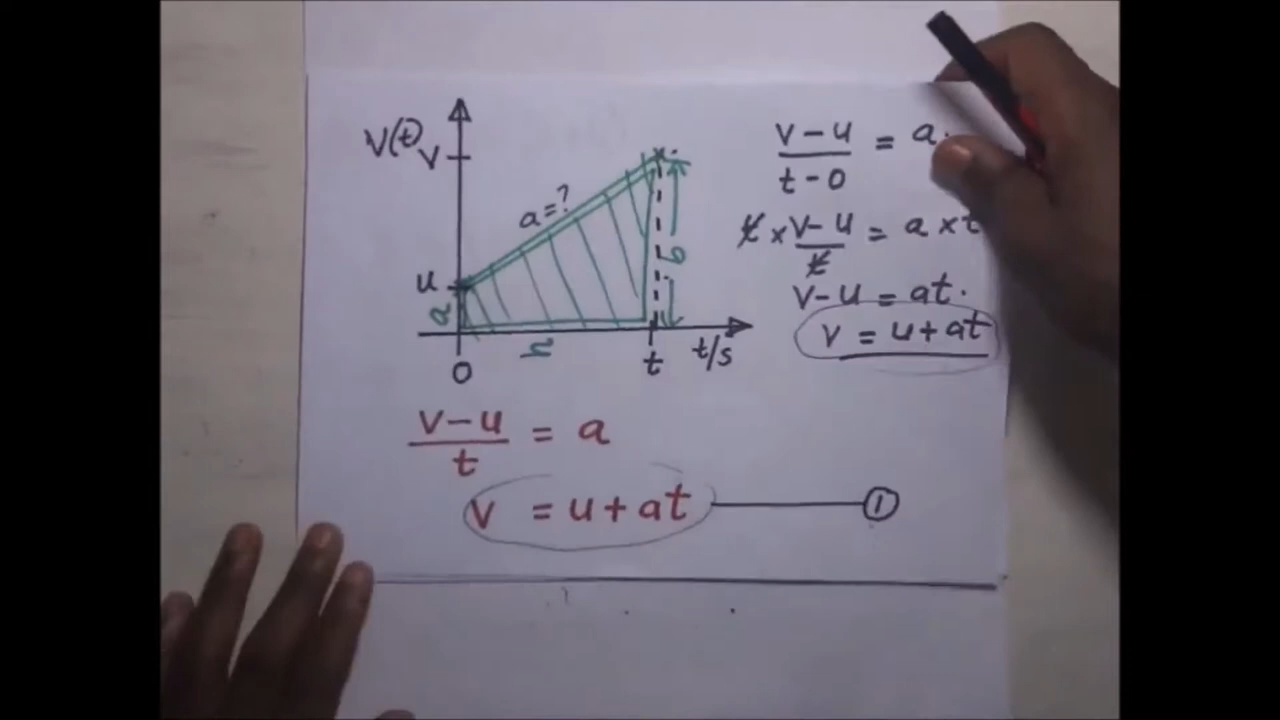 V(t)
v
a=?
u
a
b
h
0
t
t/s
v-u / t-0 = a.
t × v-u / t = a × t
v-u = at.
v = u + at
v-u / t = a
v = u + at
1